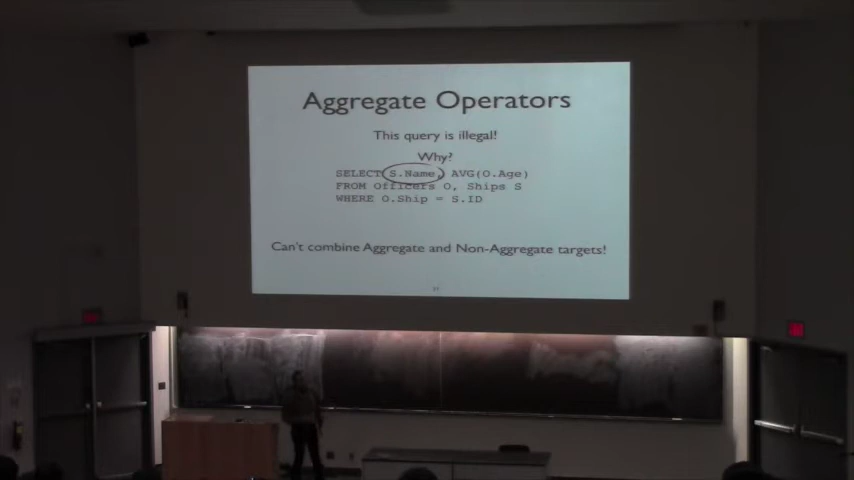 Aggregate Operators
This query is illegal!
Why?
SELECT S.Name, AVG(O.Age)
FROM Officers O, Ships S
WHERE O.Ship = S.ID
Can't combine Aggregate and Non-Aggregate targets!